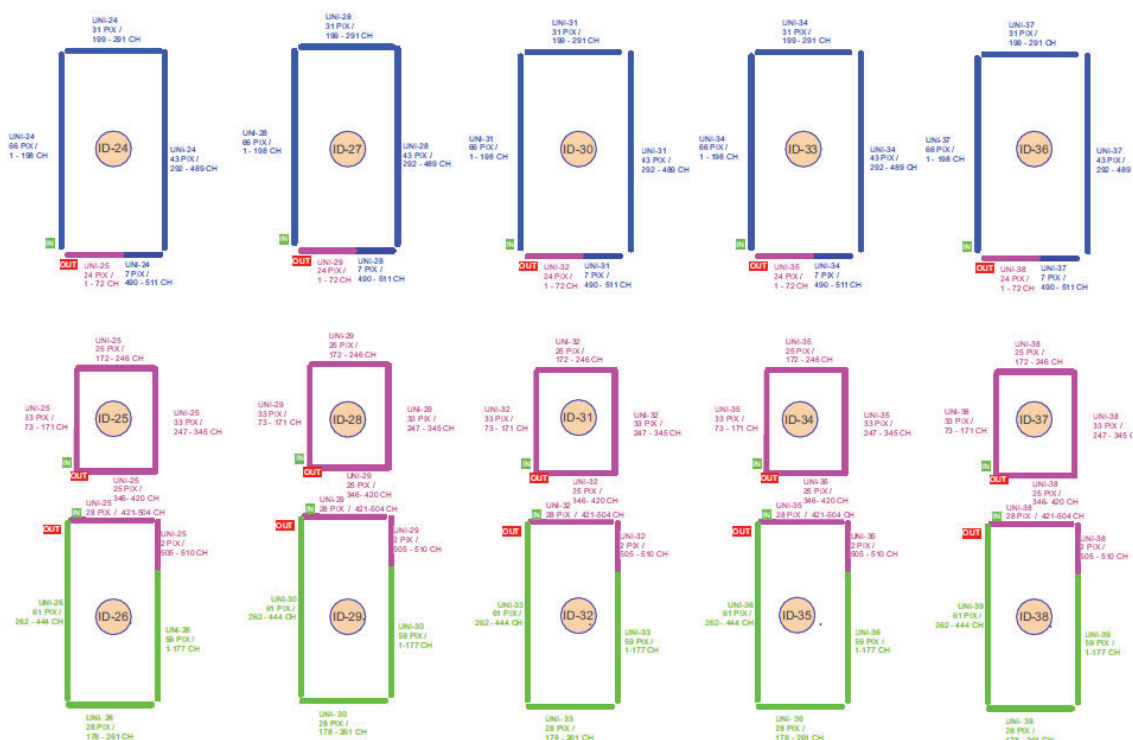 UNI-24
31 PIX /
199 - 291 CH
UNI-28
31 PIX /
199 - 291 CH
UNI-31
31 PIX /
199 - 291 CH
UNI-34
31 PIX /
199 - 291 CH
UNI-37
31 PIX /
199 - 291 CH
UNI-24
66 PIX /
1 - 198 CH
ID-24
UNI-24
43 PIX /
292 - 489 CH
UNI-28
66 PIX /
1 - 198 CH
ID-27
UNI-28
43 PIX /
292 - 489 CH
UNI-31
66 PIX /
1 - 198 CH
ID-30
UNI-31
43 PIX /
292 - 489 CH
UNI-34
66 PIX /
1 - 198 CH
ID-33
UNI-34
43 PIX /
292 - 489 CH
UNI-37
66 PIX /
1 - 198 CH
ID-36
UNI-37
43 PIX /
292 - 489
IN
OUT
UNI-25
24 PIX /
1 - 72 CH
UNI-24
7 PIX /
490 - 511 CH
IN
OUT
UNI-29
24 PIX /
1 - 72 CH
UNI-28
7 PIX /
490 - 511 CH
IN
OUT
UNI-32
24 PIX /
1 - 72 CH
UNI-31
7 PIX /
490 - 511 CH
IN
OUT
UNI-35
24 PIX /
1 - 72 CH
UNI-34
7 PIX /
490 - 511 CH
IN
OUT
UNI-38
24 PIX /
1 - 72 CH
UNI-37
7 PIX /
490 - 511 CH
UNI-25
25 PIX /
172 - 246 CH
UNI-29
25 PIX /
172 - 246 CH
UNI-32
25 PIX /
172 - 246 CH
UNI-35
25 PIX /
172 - 246 CH
UNI-38
25 PIX /
172 - 246 CH
UNI-25
33 PIX /
73 - 171 CH
ID-25
UNI-25
33 PIX /
247 - 345 CH
UNI-29
33 PIX /
73 - 171 CH
ID-28
UNI-29
33 PIX /
247 - 345 CH
UNI-32
33 PIX /
73 - 171 CH
ID-31
UNI-32
33 PIX /
247 - 345 CH
UNI-35
33 PIX /
73 - 171 CH
ID-34
UNI-35
33 PIX /
247 - 345 CH
UNI-38
33 PIX /
73 - 171 CH
ID-37
UNI-38
33 PIX /
247 - 345
IN
OUT
UNI-25
25 PIX /
346- 420 CH
IN
OUT
UNI-29
25 PIX /
346- 420 CH
IN
OUT
UNI-32
25 PIX /
346- 420 CH
IN
OUT
UNI-35
25 PIX /
346- 420 CH
IN
OUT
UNI-38
25 PIX /
346- 420 CH
OUT
IN
UNI-25
28 PIX / 421-504 CH
OUT
IN
UNI-29
28 PIX / 421-504 CH
OUT
IN
UNI-32
28 PIX / 421-504 CH
OUT
IN
UNI-35
28 PIX / 421-504 CH
OUT
IN
UNI-38
28 PIX / 421-504 CH
UNI-25
2 PIX /
505 - 510 CH
UNI-29
2 PIX /
505 - 510 CH
UNI-32
2 PIX /
505 - 510 CH
UNI-35
2 PIX /
505 - 510 CH
UNI-38
2 PIX /
505 - 510 CH
UNI-26
61 PIX /
262 - 444 CH
ID-26
UNI-26
59 PIX /
1-177 CH
UNI-30
61 PIX /
262 - 444 CH
ID-29
UNI-30
59 PIX /
1-177 CH
UNI-33
61 PIX /
262 - 444 CH
ID-32
UNI-33
59 PIX /
1-177 CH
UNI-36
61 PIX /
262 - 444 CH
ID-35
UNI-36
59 PIX /
1-177 CH
UNI-39
61 PIX /
262 - 444 CH
ID-38
UNI-39
59 PIX /
1-177 CH
UNI- 26
28 PIX /
178 - 261 CH
UNI- 30
28 PIX /
178 - 261 CH
UNI- 33
28 PIX /
178 - 261 CH
UNI- 36
28 PIX /
178 - 261 CH
UNI- 39
28 PIX /
178 - 261 CH